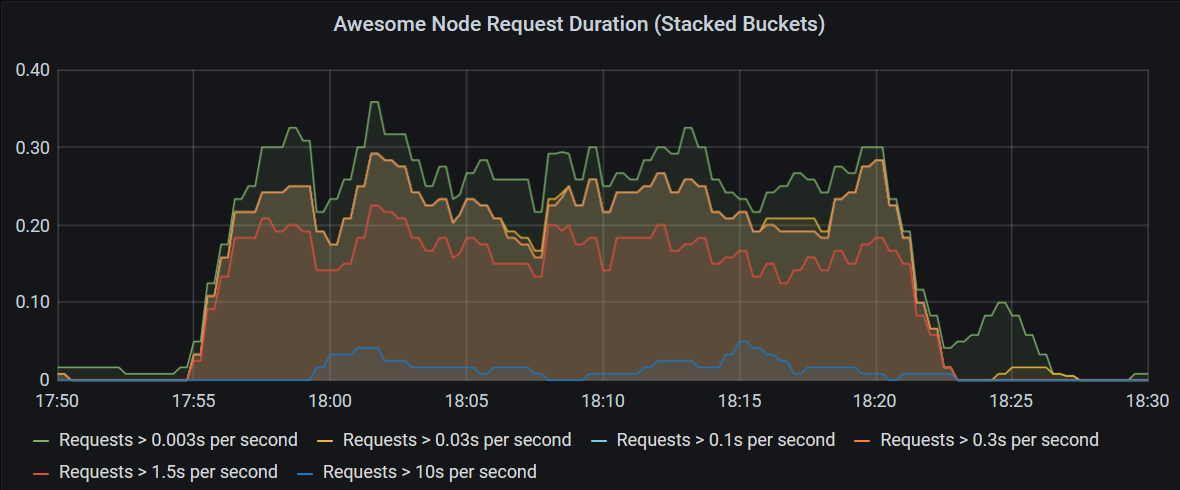 Awesome Node Request Duration (Stacked Buckets)
0.40
0.30
0.20
0.10
0
17:50 17:55 18:00 18:05 18:10 18:15 18:20 18:25 18:30
Requests > 0.003s per second Requests > 0.03s per second Requests > 0.1s per second Requests > 0.3s per second
Requests > 1.5s per second Requests > 10s per second